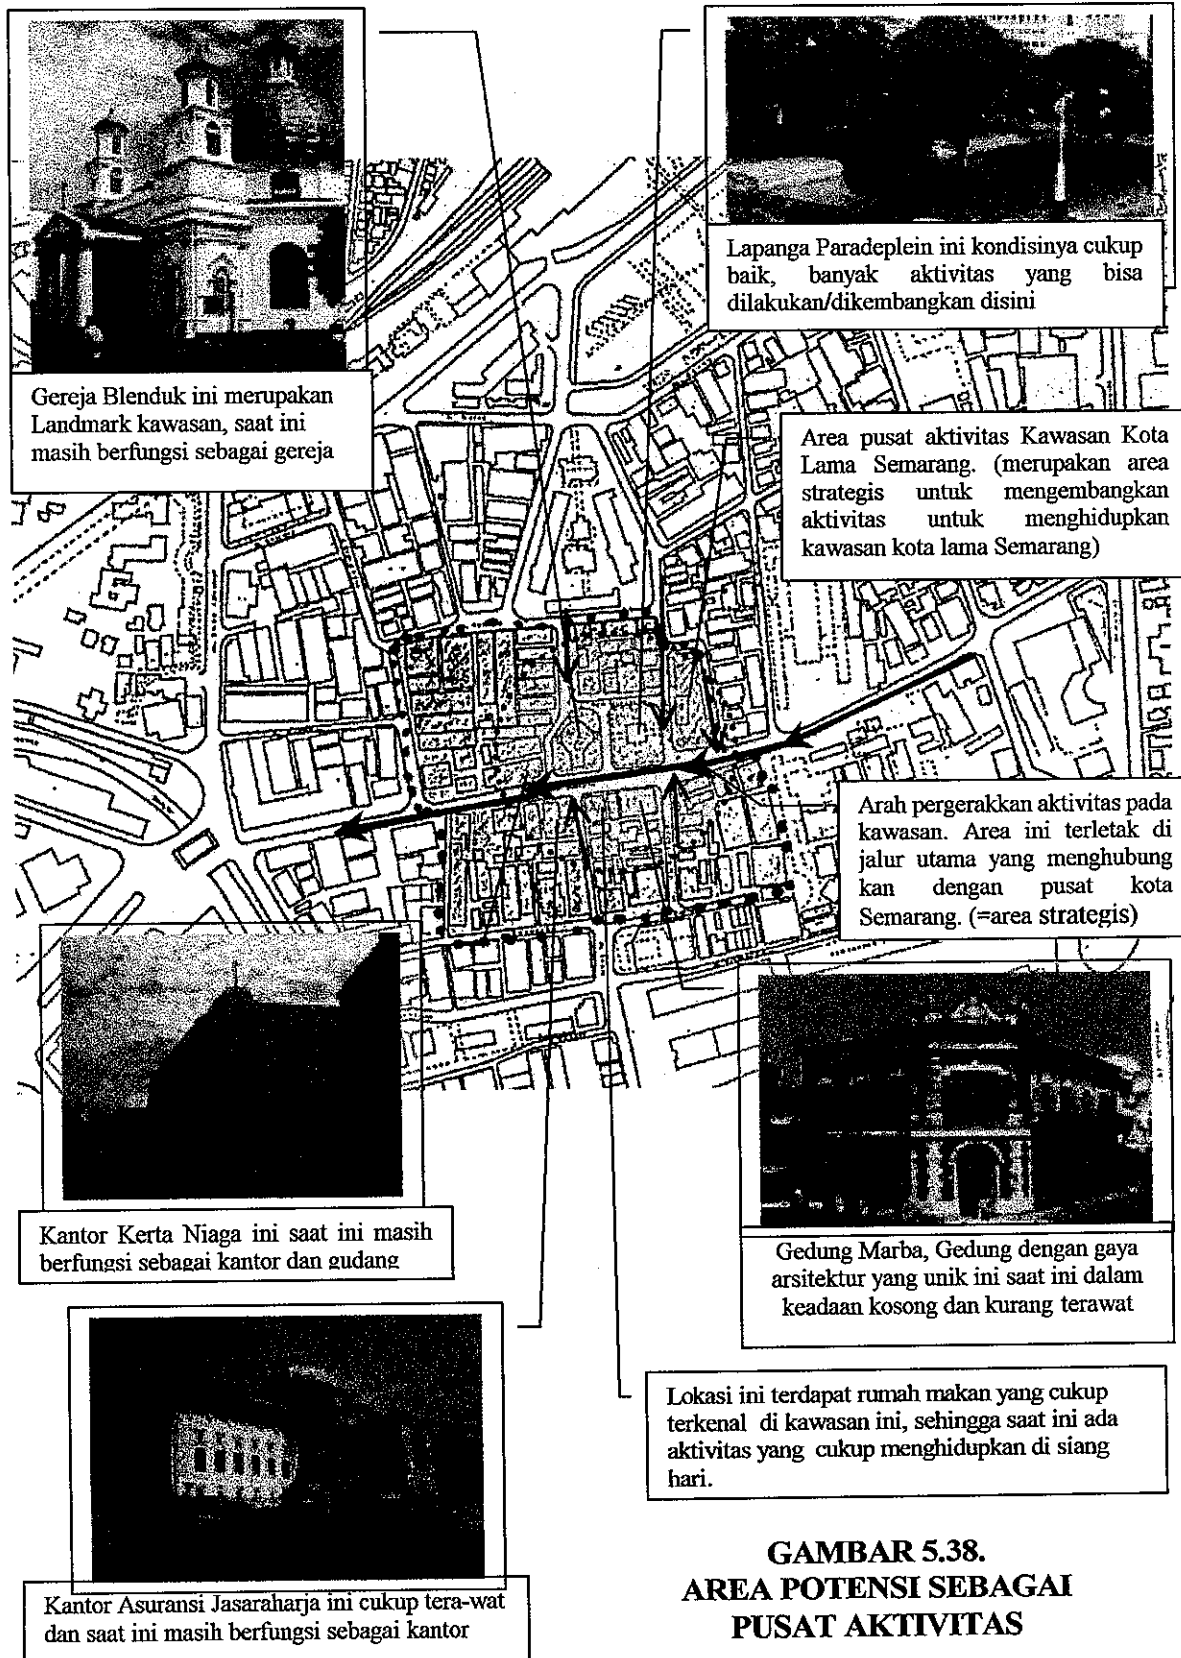 Gereja Blenduk ini merupakan
Landmark kawasan, saat ini
masih berfungsi sebagai gereja
Lapanga Paradeplein ini kondisinya cukup
baik, banyak aktivitas yang bisa
dilakukan/dikembangkan disini
Area pusat aktivitas Kawasan Kota
Lama Semarang. (merupakan area
strategis untuk mengembangkan
aktivitas untuk menghidupkan
kawasan kota lama Semarang)
Arah pergerakkan aktivitas pada
kawasan. Area ini terletak di
jalur utama yang menghubung
kan dengan pusat kota
Semarang. (=area strategis)
Kantor Kerta Niaga ini saat ini masih
berfungsi sebagai kantor dan gudang
Gedung Marba, Gedung dengan gaya
arsitektur yang unik ini saat ini dalam
keadaan kosong dan kurang terawat
Lokasi ini terdapat rumah makan yang cukup
terkenal di kawasan ini, sehingga saat ini ada
aktivitas yang cukup menghidupkan di siang
hari.
Kantor Asuransi Jasaraharja ini cukup tera-wat
dan saat ini masih berfungsi sebagai kantor
GAMBAR 5.38.
AREA POTENSI SEBAGAI
PUSAT AKTIVITAS